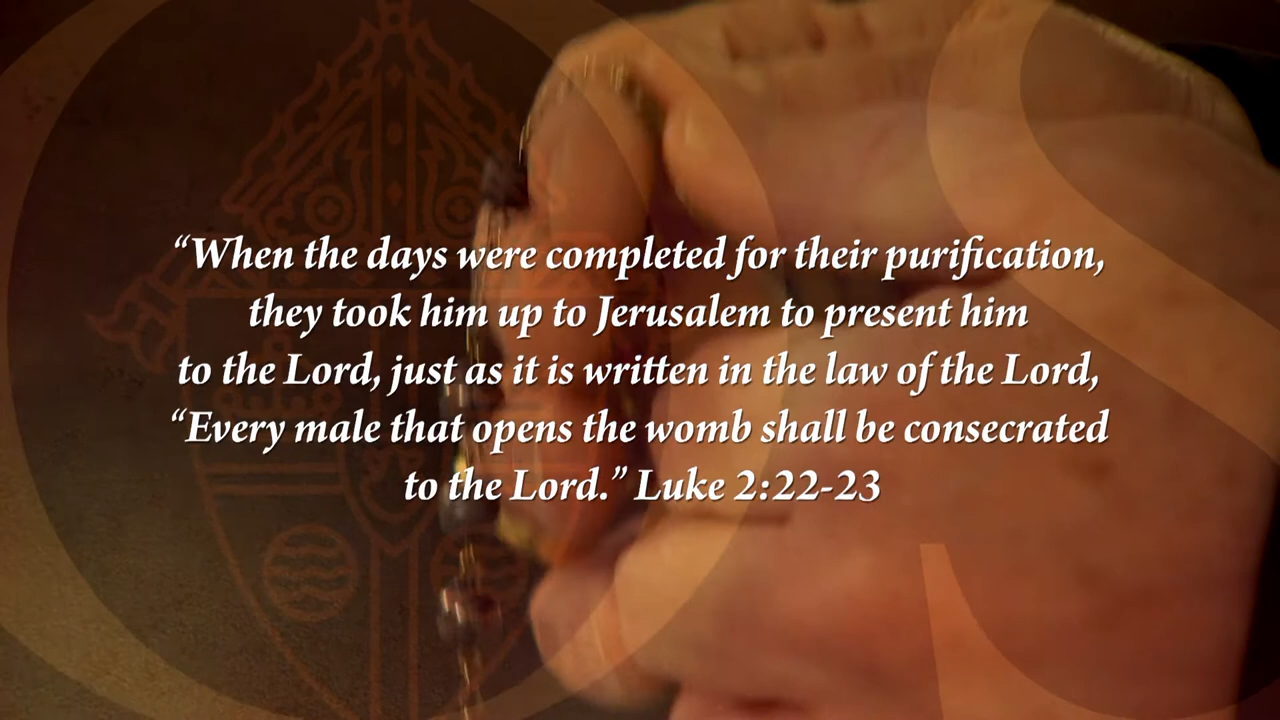 “When the days were completed for their purification,
they took him up to Jerusalem to present him
to the Lord, just as it is written in the law of the Lord,
“Every male that opens the womb shall be consecrated
to the Lord.” Luke 2:22-23